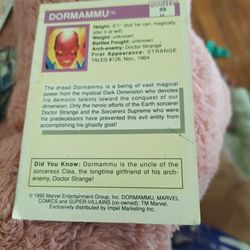 DORMAMMU™
MARVEL
69
Height: 6'1" (but he can magically
alter it at will)
Weight: unknown
Battles Fought: unknown
Arch-enemy: Doctor Strange
First Appearance: STRANGE
TALES #126, Nov., 1964
The dread Dormammu is a being of vast magical
power from the mystical Dark Dimension who devotes
his demonic talents toward the conquest of our
dimension. Only the heroic efforts of the Earth sorcerer
Doctor Strange and the Sorcerers Supreme who were
his predecessors have prevented this evil entity from
accomplishing his ghastly goal!
Did You Know: Dormammu is the uncle of the
sorceress Clea, the longtime girlfriend of his arch-
enemy, Doctor Strange!
© 1990 Marvel Entertainment Group, Inc. DORMAMMU, MARVEL
COMICS and SUPER-VILLAINS (co-owned): TM Marvel.
Exclusively distributed by Impel Marketing Inc.